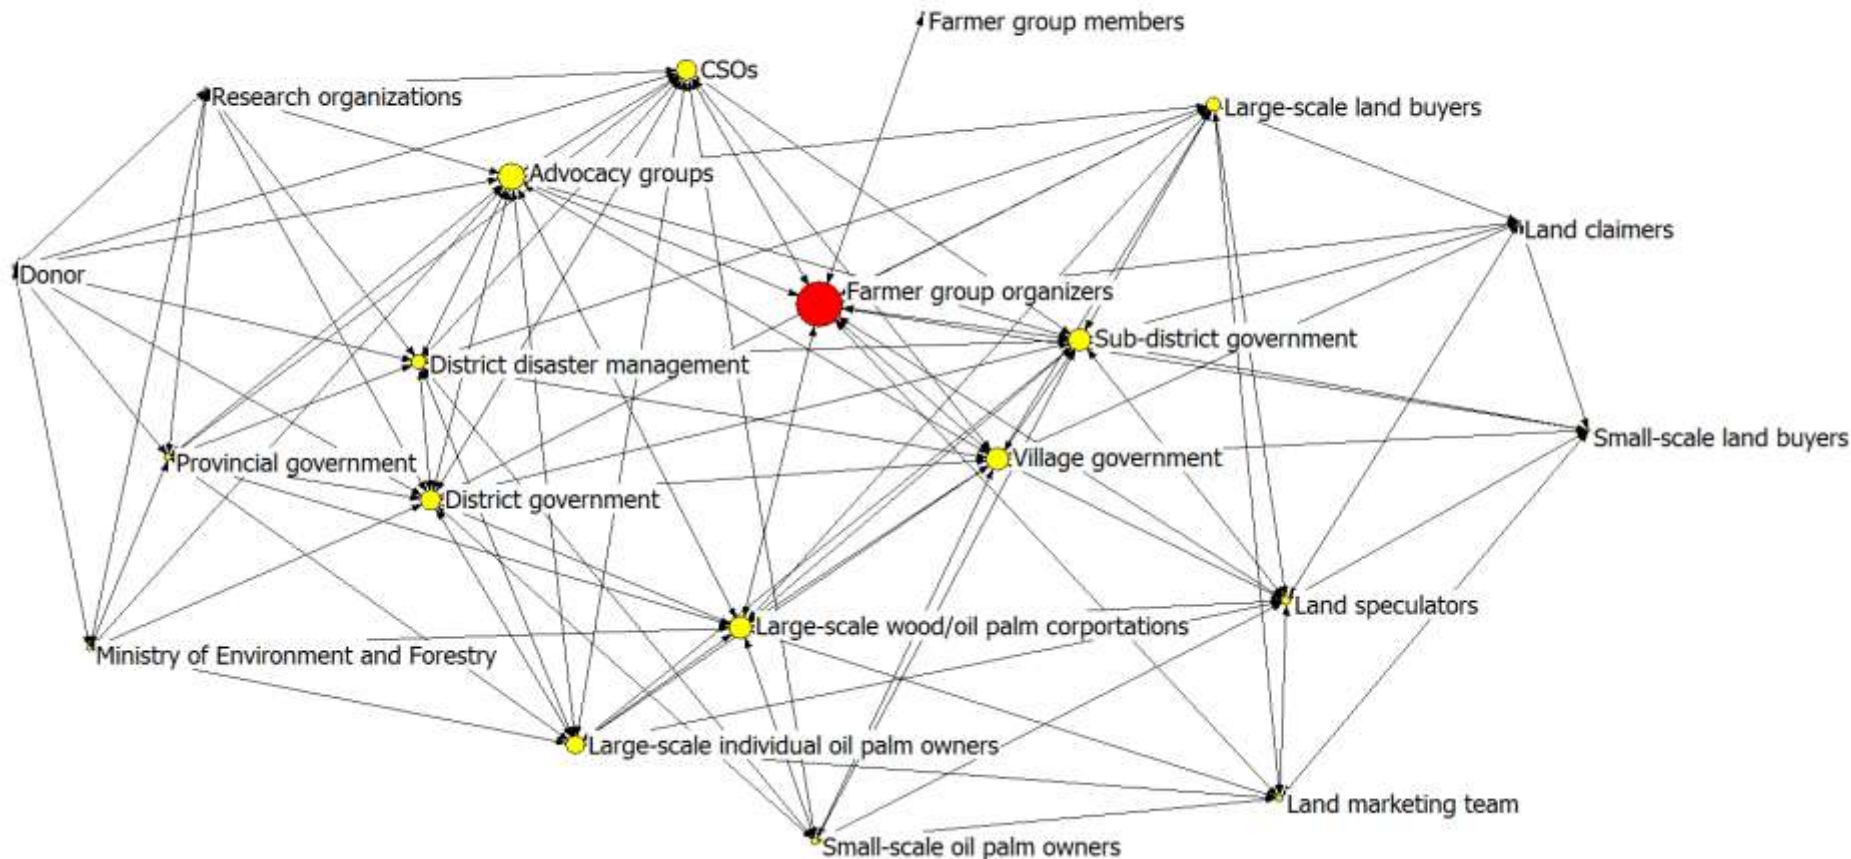 Farmer group members
CSOs
Research organizations
Large-scale land buyers
Advocacy groups
Land claimers
Donor
Farmer group organizers
Sub-district government
District disaster management
Small-scale land buyers
Provincial government
Village government
District government
Land speculators
Large-scale wood/oil palm corportations
Ministry of Environment and Forestry
Large-scale individual oil palm owners
Land marketing team
Small-scale oil palm owners